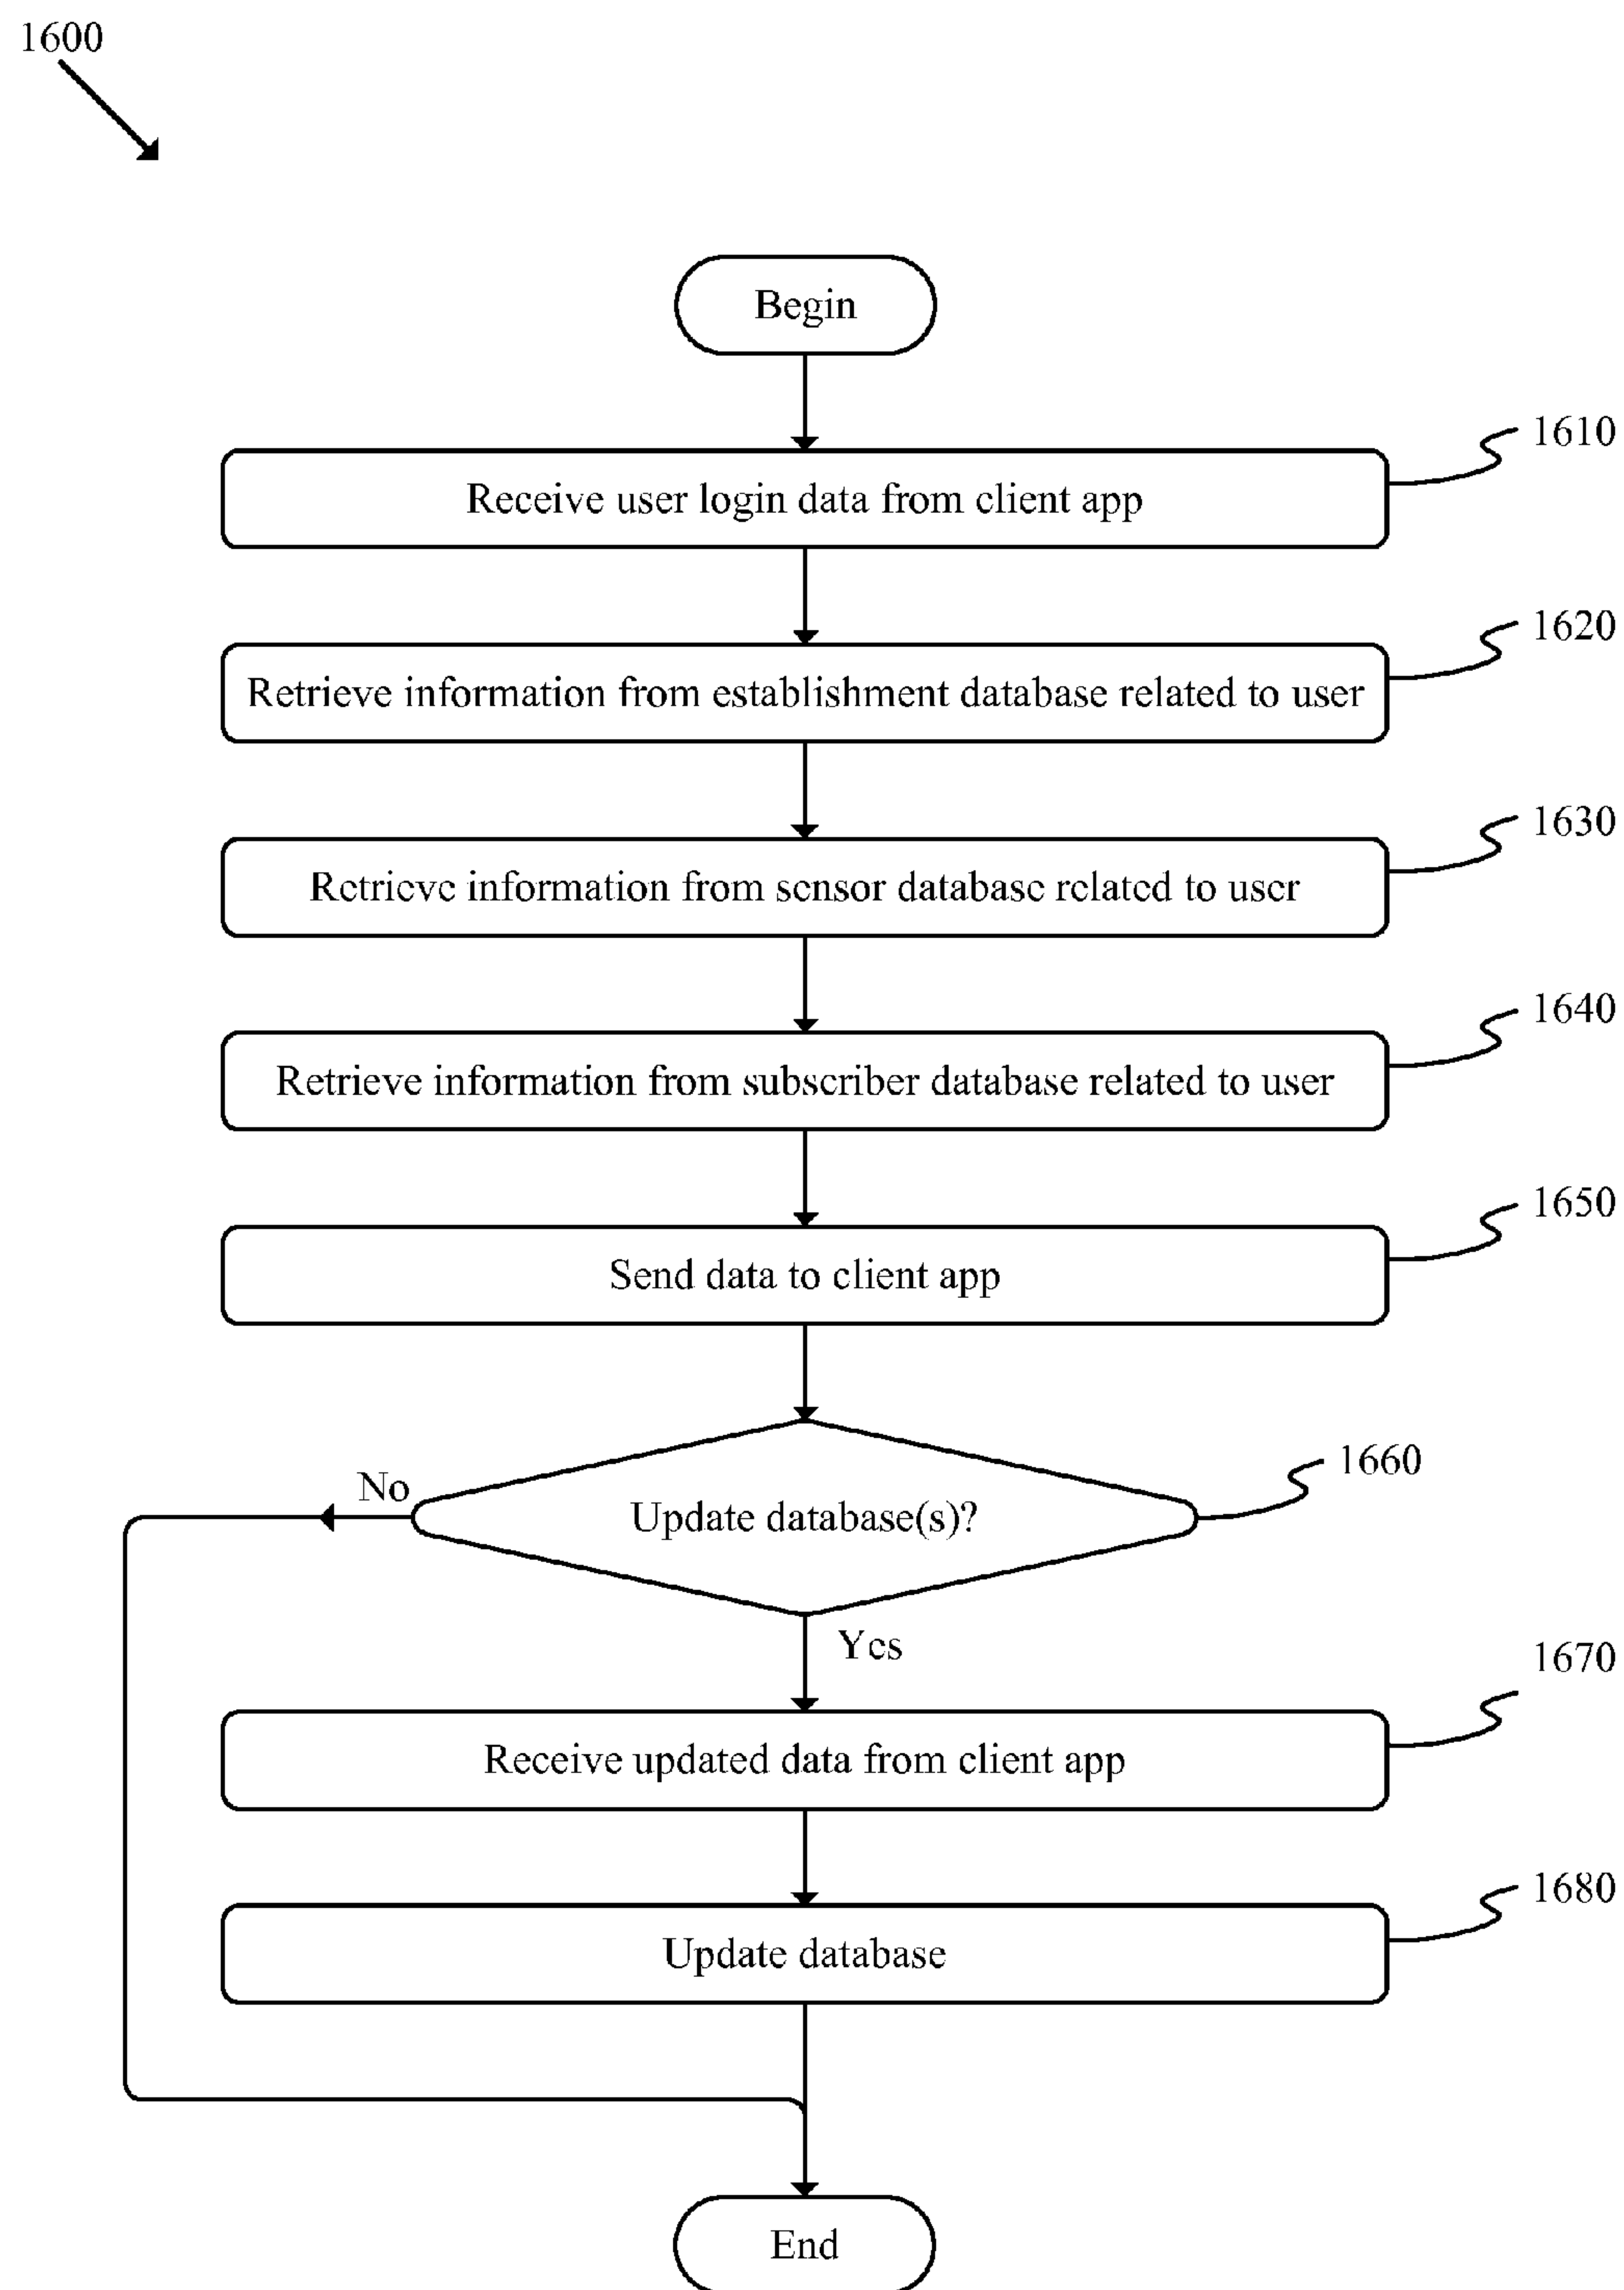 1600
Begin
1610
Receive user login data from client app
1620
Retrieve information from establishment database related to user
1630
Retrieve information from sensor database related to user
1640
Retrieve information from subscriber database related to user
1650
Send data to client app
1660
No
Update database(s)?
Yes
1670
Receive updated data from client app
1680
Update database
End